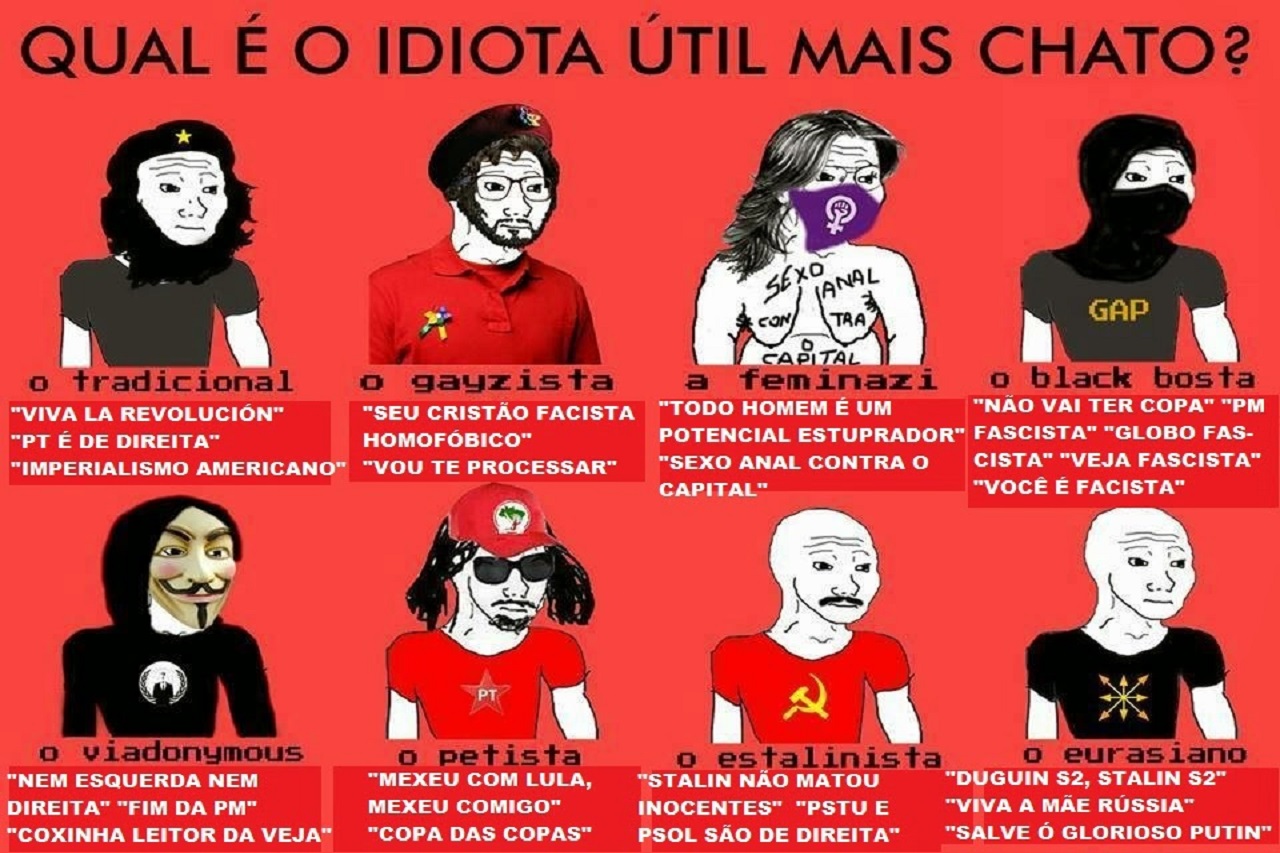 QUAL É O IDIOTA ÚTIL MAIS CHATO?
SEXO ANAL
CON TRA
O
CAPITAL
GAP
o tradicional
o gayzista
a feminazi
o black bosta
"VIVA LA REVOLUCIÓN"
"PT É DE DIREITA"
"IMPERIALISMO AMERICANO"
"SEU CRISTÃO FACISTA
HOMOFÓBICO"
"VOU TE PROCESSAR"
"TODO HOMEM É UM
POTENCIAL ESTUPRADOR"
"SEXO ANAL CONTRA O
CAPITAL"
"NÃO VAI TER COPA" "PM
FASCISTA" "GLOBO FAS-
CISTA" "VEJA FASCISTA"
"VOCÊ É FACISTA"
PT
o viadonymous
o petista
o estalinista
o eurasiano
"NEM ESQUERDA NEM
DIREITA" "FIM DA PM"
"COXINHA LEITOR DA VEJA"
"MEXEU COM LULA,
MEXEU COMIGO"
"COPA DAS COPAS"
"STALIN NÃO MATOU
INOCENTES" "PSTU E
PSOL SÃO DE DIREITA"
"DUGUIN S2, STALIN S2"
"VIVA A MÃE RÚSSIA"
"SALVE Ó GLORIOSO PUTIN"